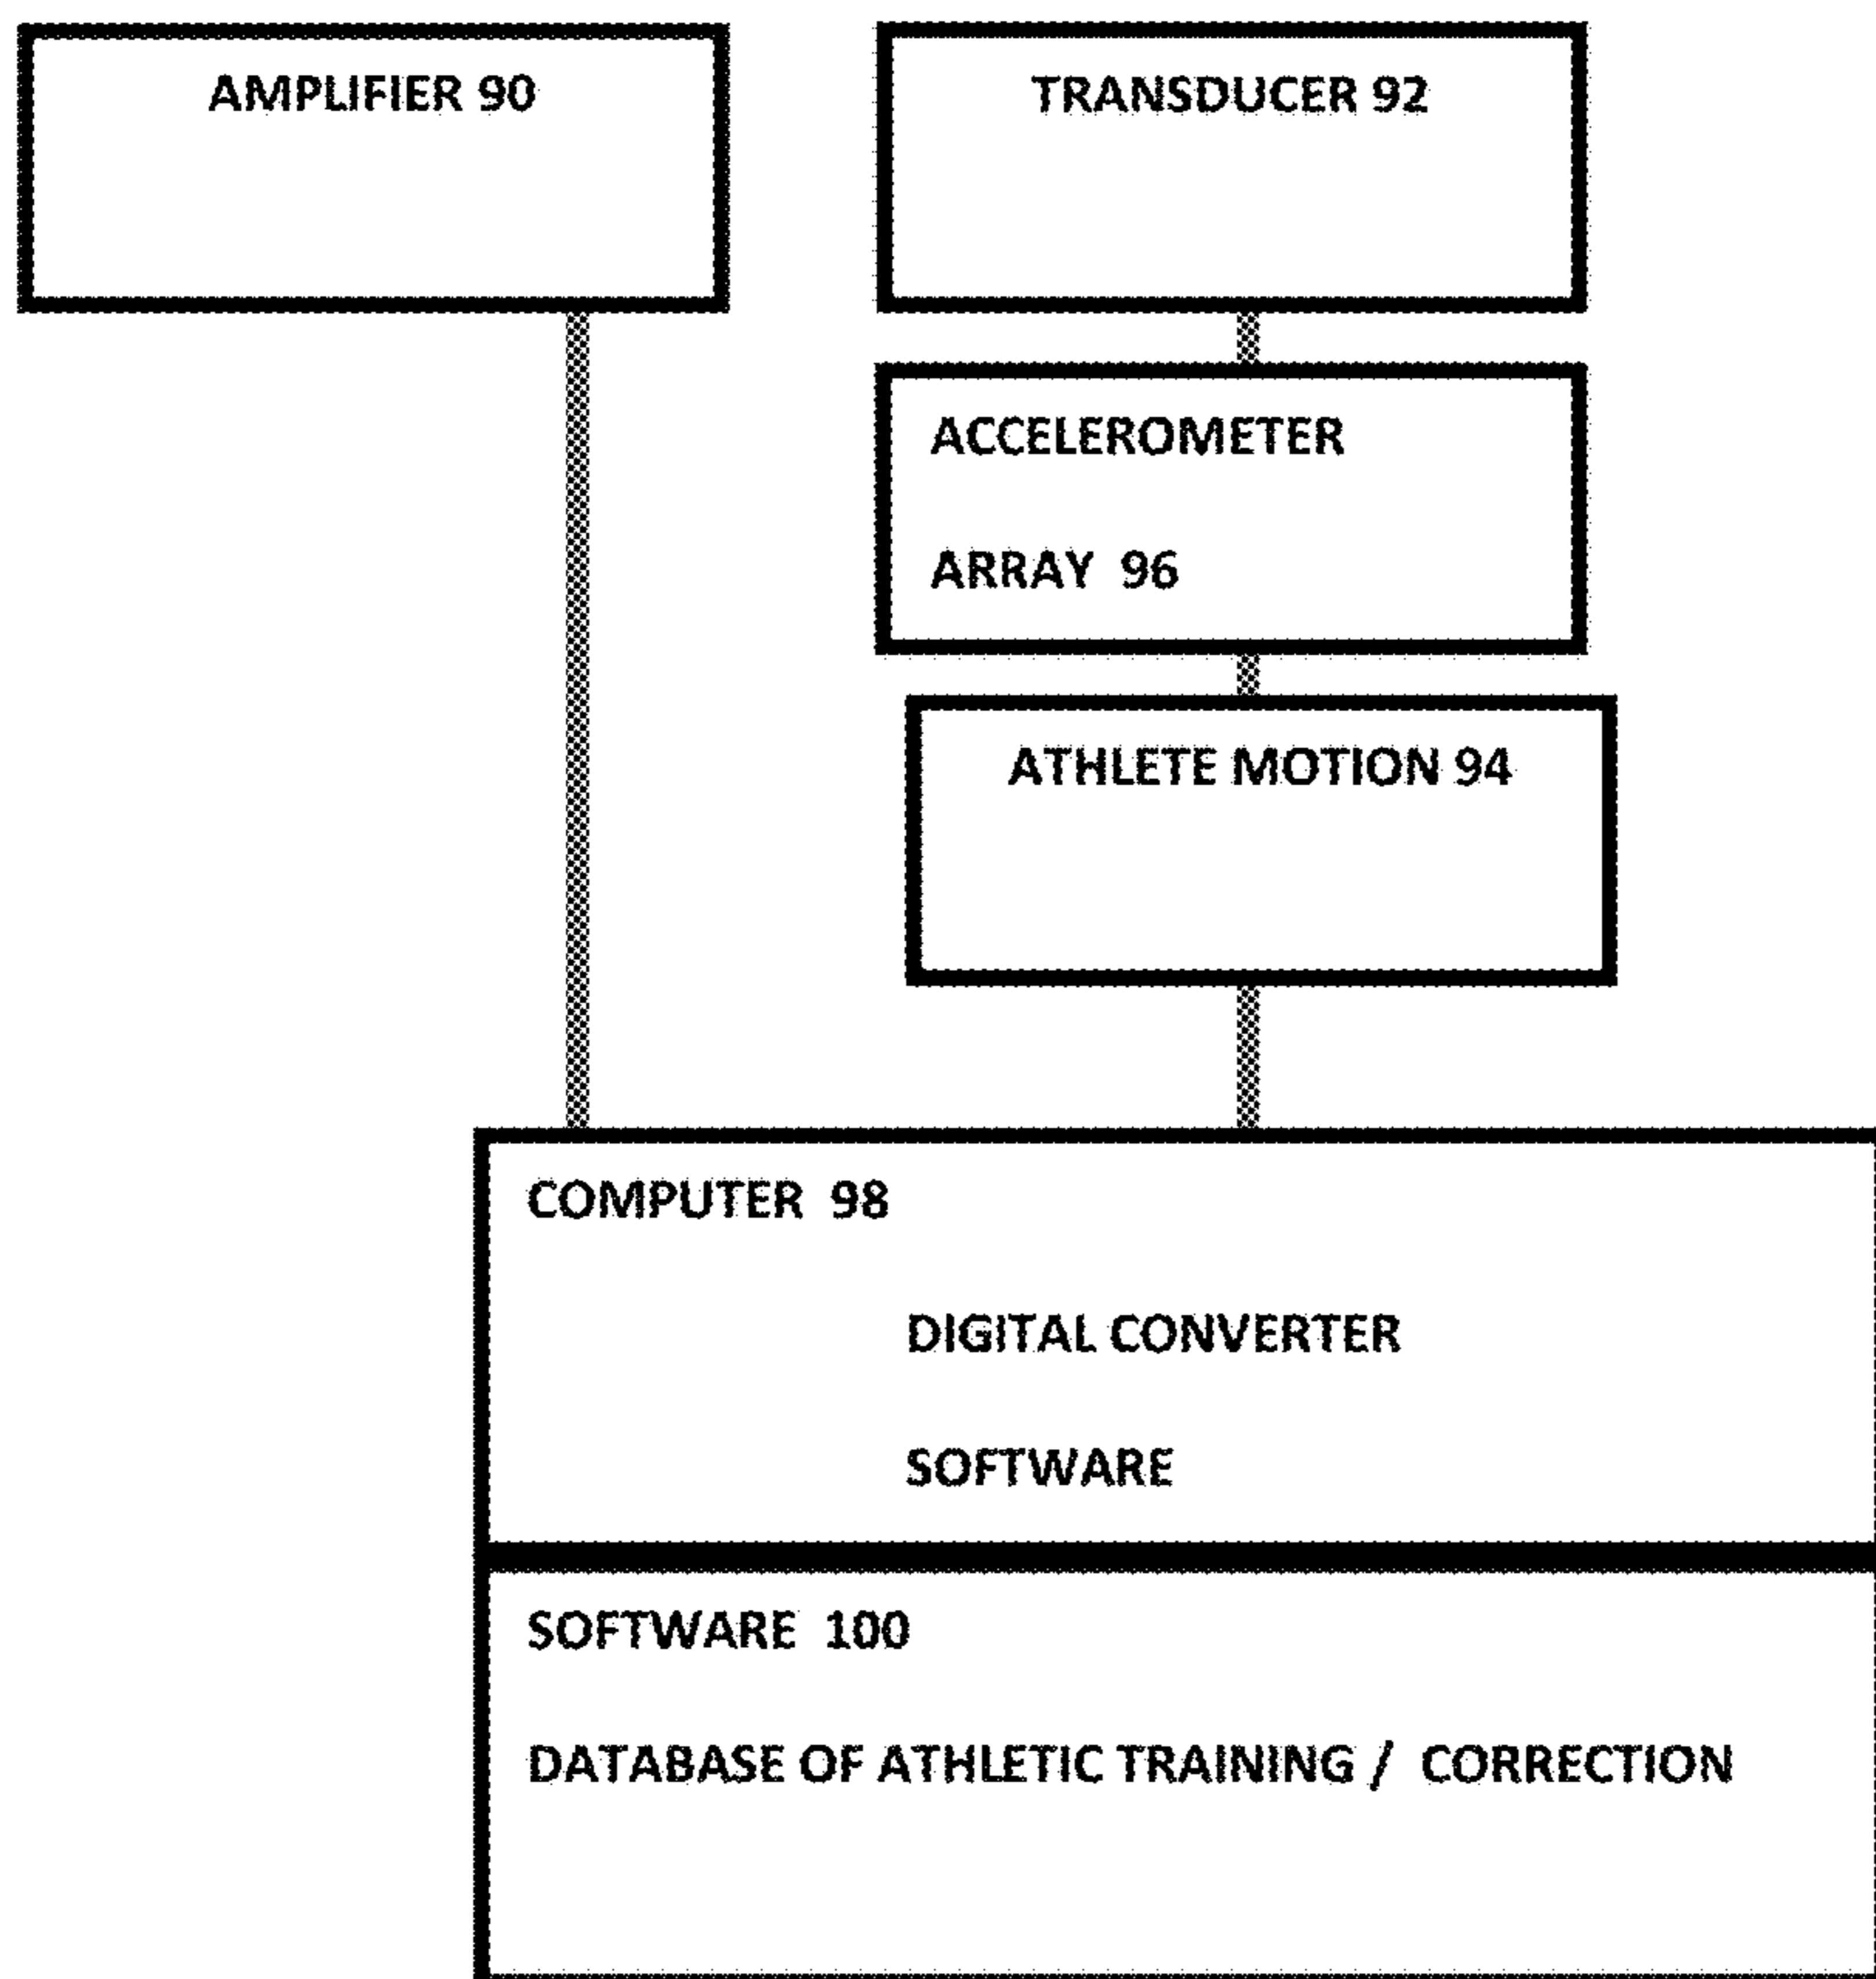 AMPLIFIER 90
TRANSDUCER 92
ACCELEROMETER
ARRAY 96
ATHLETE MOTION 94
COMPUTER 98
DIGITAL CONVERTER
SOFTWARE
SOFTWARE 100
DATABASE OF ATHLETIC TRAINING / CORRECTION